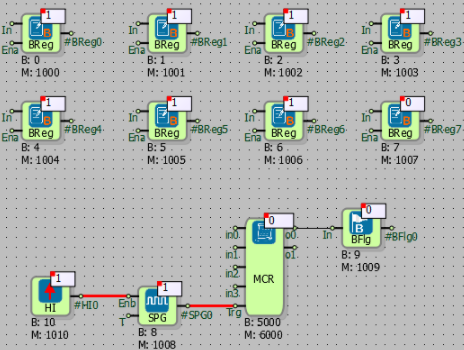 1 1 1 1
In In In In
BReg #BReg0 BReg #BReg1 BReg #BReg2 BReg #BReg3
Ena Ena Ena Ena
B: 0 B: 1 B: 2 B: 3
M: 1000 M: 1001 M: 1002 M: 1003
1 1 1 0
In In In In
BReg #BReg4 BReg #BReg5 BReg #BReg6 BReg #BReg7
Ena Ena Ena Ena
B: 4 B: 5 B: 6 B: 7
M: 1004 M: 1005 M: 1006 M: 1007
0 0
in0 o0 In B #BFlg0
BFlg
in1 o1
B: 9
in2 MCR M: 1009
1 1
in3
HI #HI0 Enb SPG #SPG0 Trg
T
B: 10 B: 8 B: 5000
M: 1010 M: 1008 M: 6000